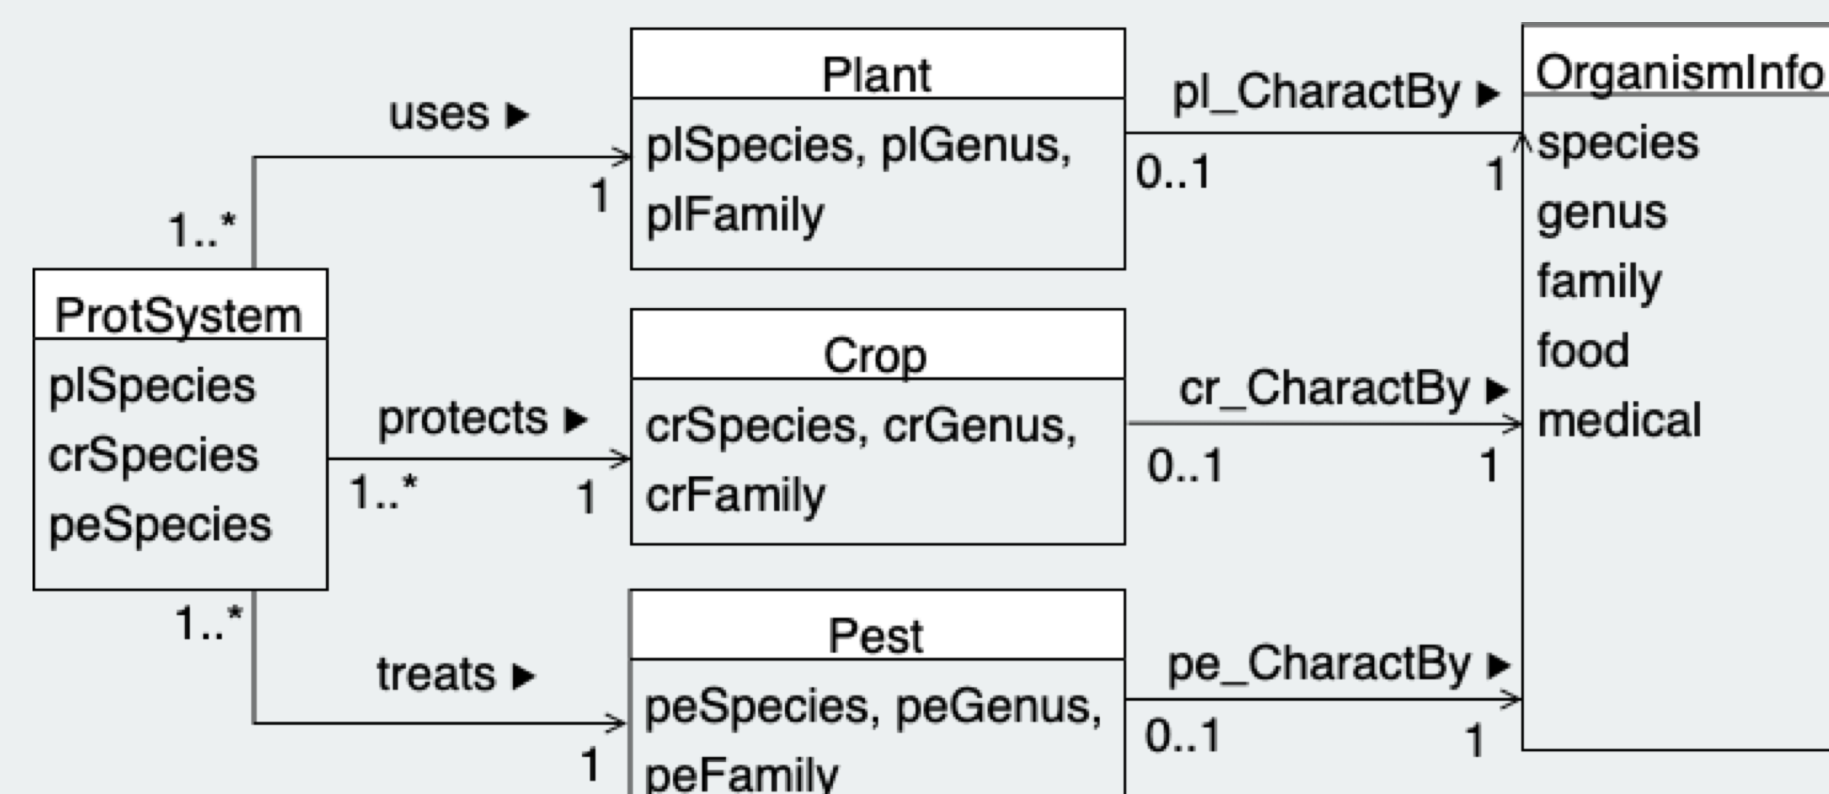 Plant
plSpecies, plGenus,
plFamily
uses ▶
1..*
1
pl_CharactBy ▶
0..1
1
OrganismInfo
species
genus
family
food
medical
ProtSystem
plSpecies
crSpecies
peSpecies
protects ▶
1..*
1
Crop
crSpecies, crGenus,
crFamily
cr_CharactBy ▶
0..1
1
1..*
treats ▶
1
Pest
peSpecies, peGenus,
peFamily
pe_CharactBy ▶
0..1
1